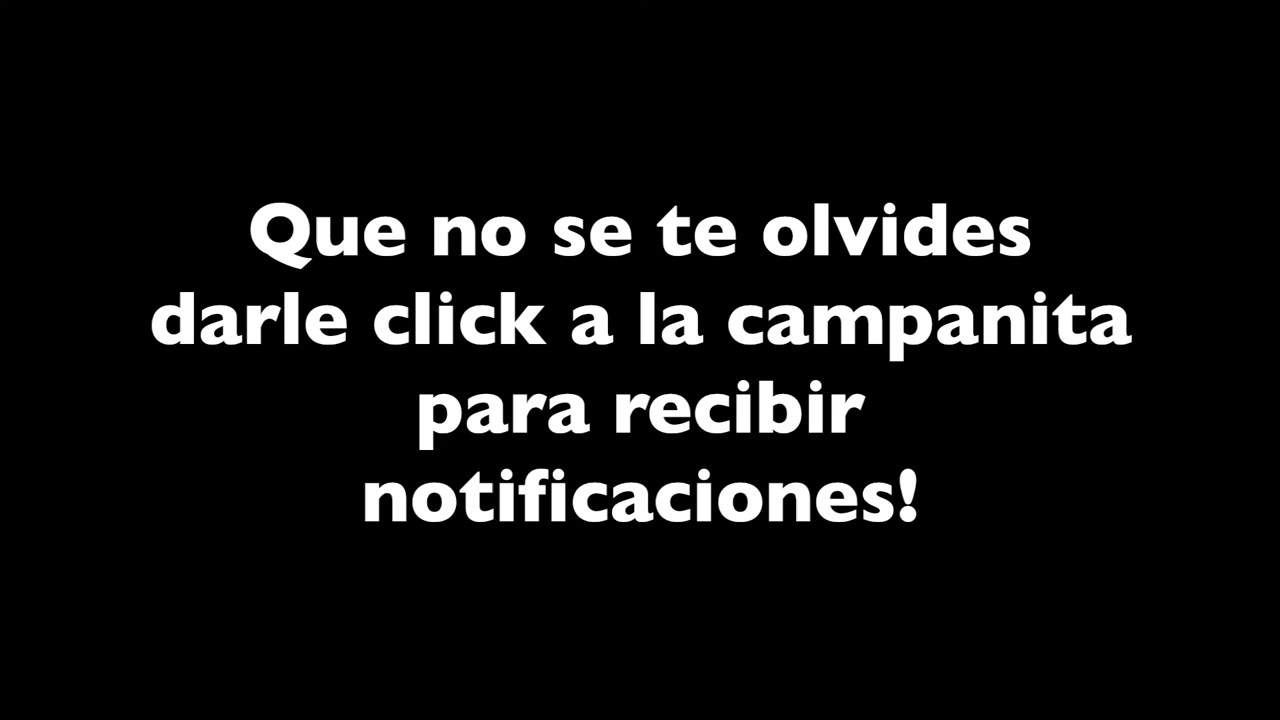 Que no se te olvides
darle click a la campanita
para recibir
notificaciones!